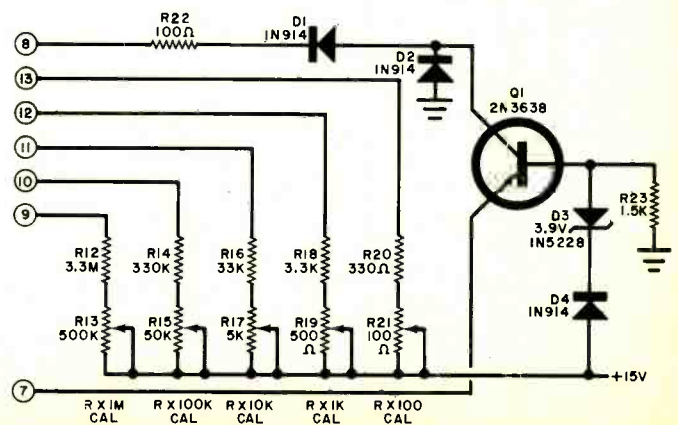 R22
100Ω
D1
1N914
8
D2
1N914
13
Q1
2N3638
12
11
10
9
R23
1.5K
D3
3.9V
1N5228
R12
3.3M
R14
330K
R16
33K
R18
3.3K
R20
330Ω
D4
1N914
R13
500K
R15
50K
R17
5K
R19
500
Ω
R21
100
Ω
+15V
7
R X 1M
CAL
R X 100K
CAL
R X 10K
CAL
R X 1K
CAL
R X 100
CAL